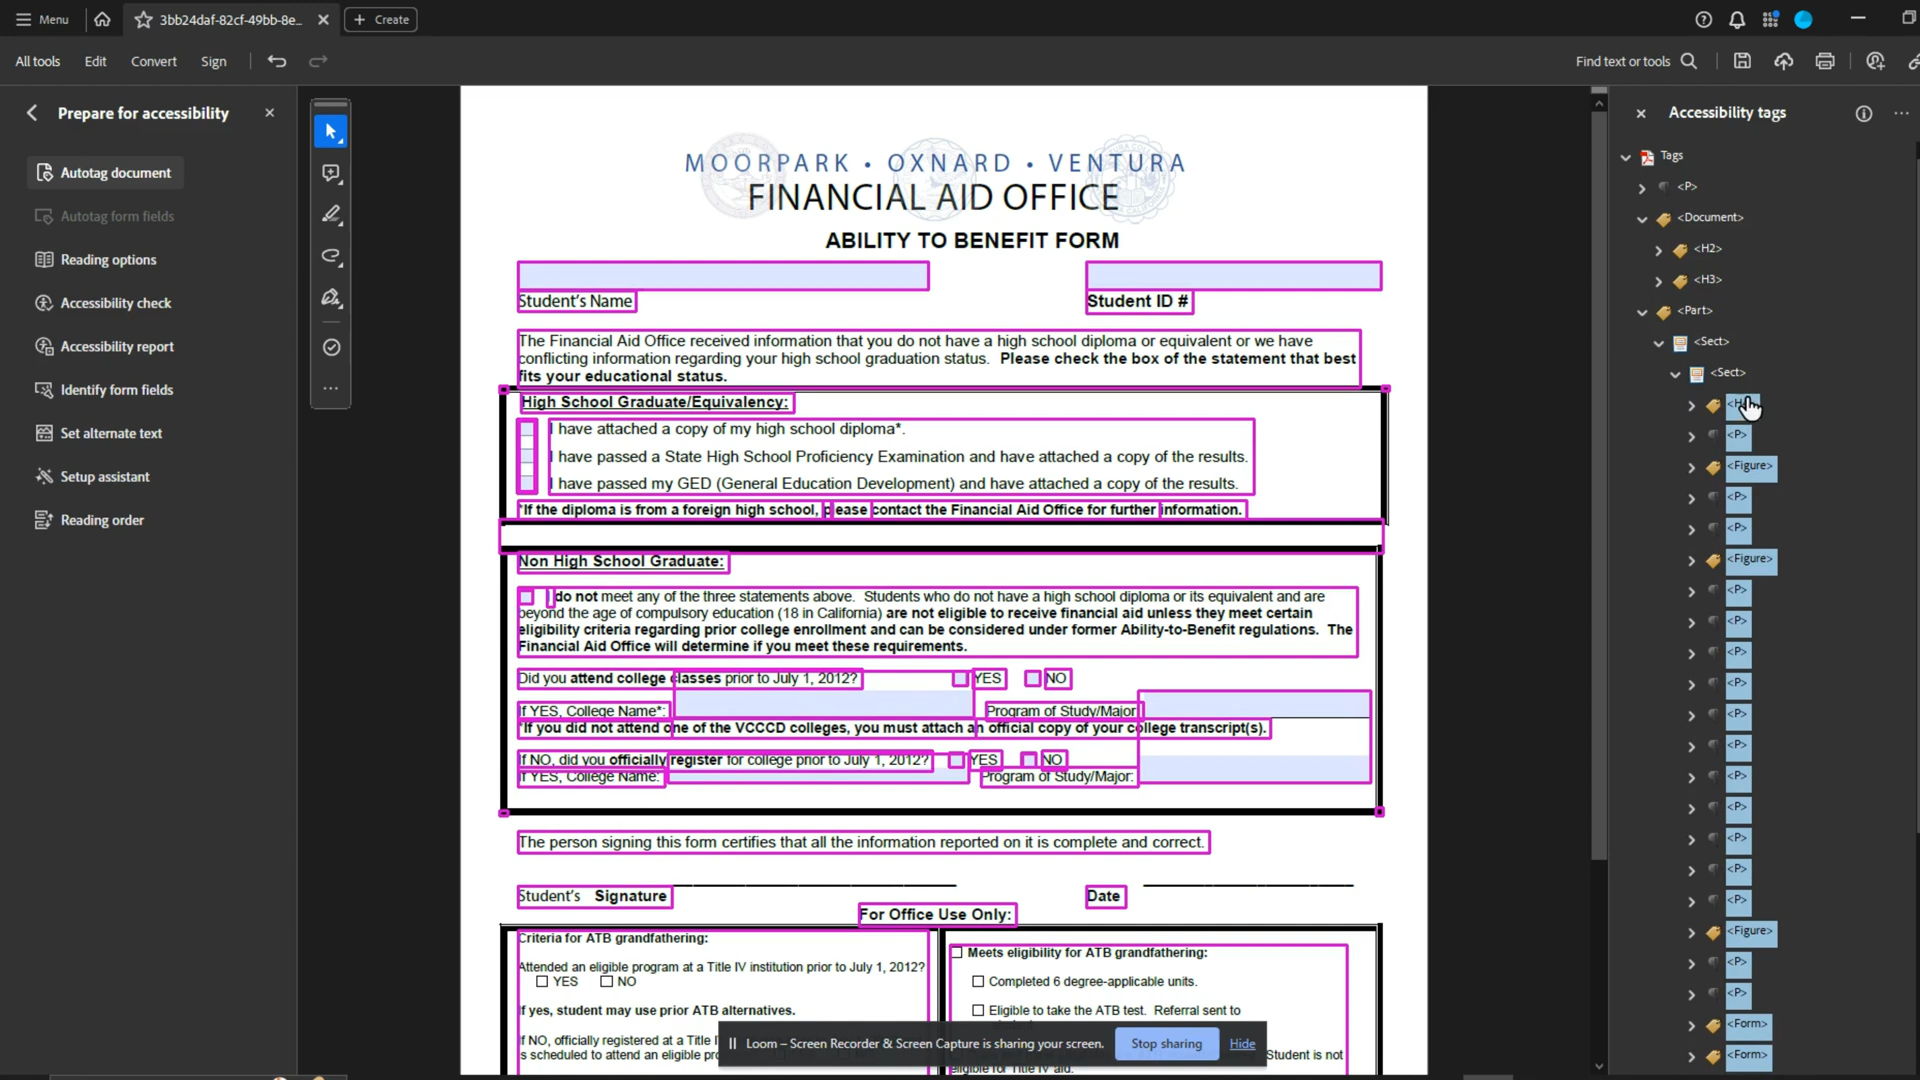 Menu
3bb24daf-82cf-49bb-8e...
Create
All tools
Edit
Convert
Sign
Find text or tools
Prepare for accessibility
Autotag document
Autotag form fields
Reading options
Accessibility check
Accessibility report
Identify form fields
Set alternate text
Setup assistant
Reading order
MOORPARK • OXNARD • VENTURA
FINANCIAL AID OFFICE
ABILITY TO BENEFIT FORM
Student's Name
Student ID #
The Financial Aid Office received information that you do not have a high school diploma or equivalent or we have
conflicting information regarding your high school graduation status. Please check the box of the statement that best
fits your educational status.
High School Graduate/Equivalency:
I have attached a copy of my high school diploma*.
I have passed a State High School Proficiency Examination and have attached a copy of the results.
I have passed my GED (General Education Development) and have attached a copy of the results.
*If the diploma is from a foreign high school, please contact the Financial Aid Office for further information.
Non High School Graduate:
I do not meet any of the three statements above. Students who do not have a high school diploma or its equivalent and are
beyond the age of compulsory education (18 in California) are not eligible to receive financial aid unless they meet certain
eligibility criteria regarding prior college enrollment and can be considered under former Ability-to-Benefit regulations. The
Financial Aid Office will determine if you meet these requirements.
Did you attend college classes prior to July 1, 2012? YES NO
If YES, College Name*: Program of Study/Major
*If you did not attend one of the VCCCD colleges, you must attach an official copy of your college transcript(s).
If NO, did you officially register for college prior to July 1, 2012? YES NO
If YES, College Name: Program of Study/Major:
The person signing this form certifies that all the information reported on it is complete and correct.
Student's Signature
Date
For Office Use Only:
Criteria for ATB grandfathering:
Attended an eligible program at a Title IV institution prior to July 1, 2012?
YES NO
If yes, student may use prior ATB alternatives.
If NO, officially registered at a Title I
is scheduled to attend an eligible pro
Meets eligibility for ATB grandfathering:
Completed 6 degree-applicable units.
Eligible to take the ATB test. Referral sent to
Student is not
eligible for Title IV aid.
Loom – Screen Recorder & Screen Capture is sharing your screen.
Stop sharing
Hide
Accessibility tags
Tags
<P>
<Document>
<H2>
<H3>
<Part>
<Sect>
<Sect>
<P>
<Figure>
<P>
<P>
<Figure>
<P>
<P>
<P>
<P>
<P>
<P>
<P>
<P>
<P>
<P>
<P>
<Figure>
<P>
<P>
<Form>
<Form>